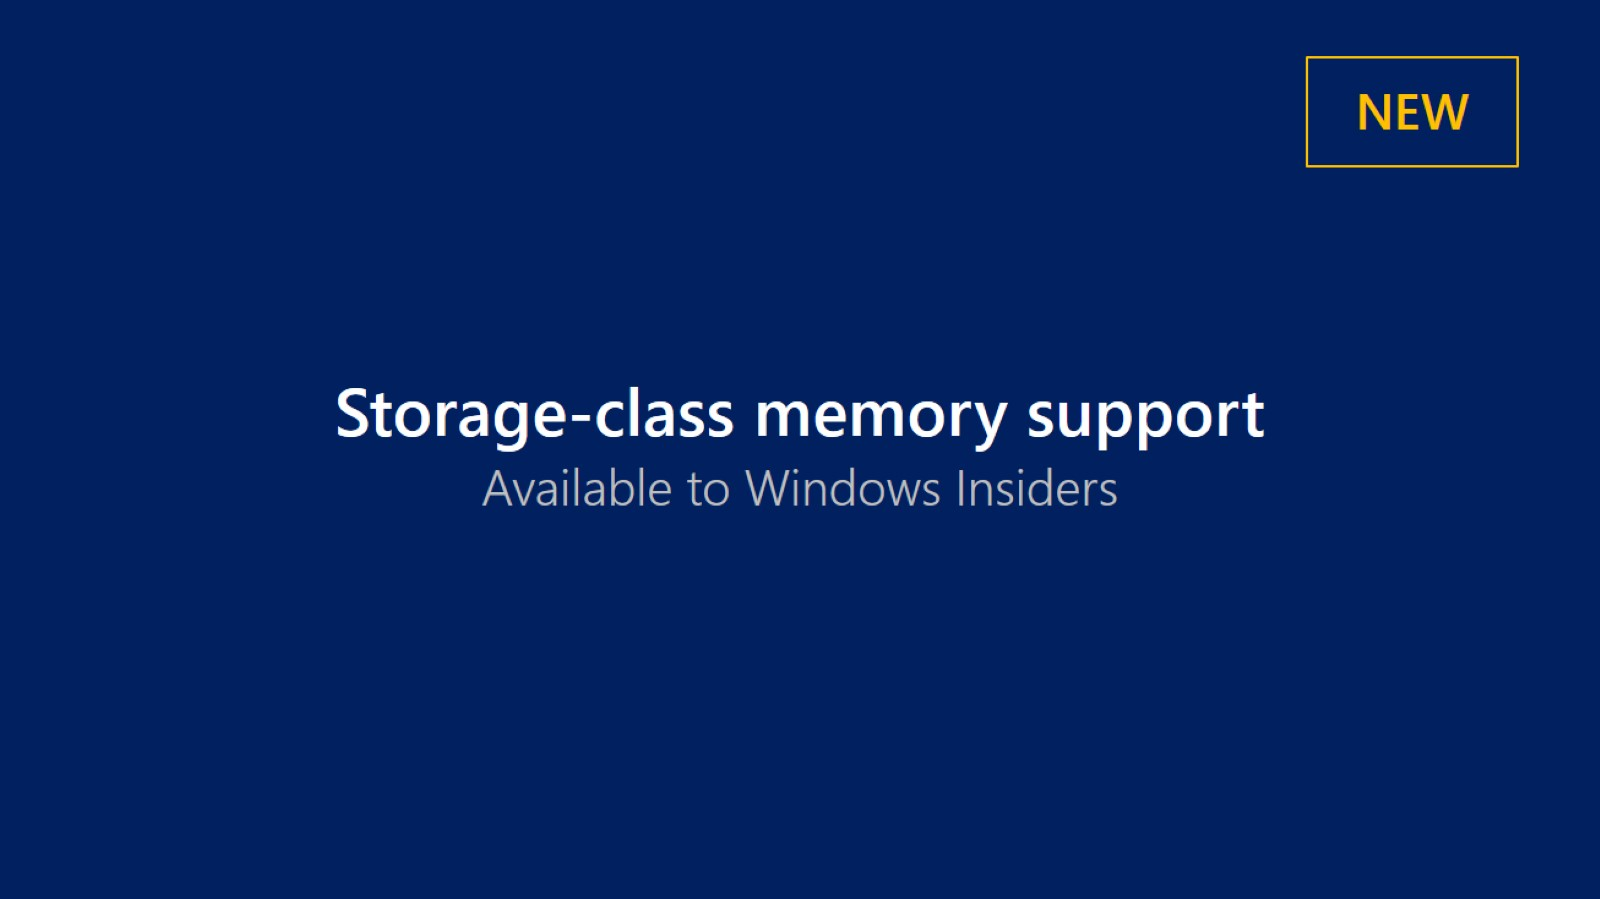 NEW
Storage-class memory support
Available to Windows Insiders